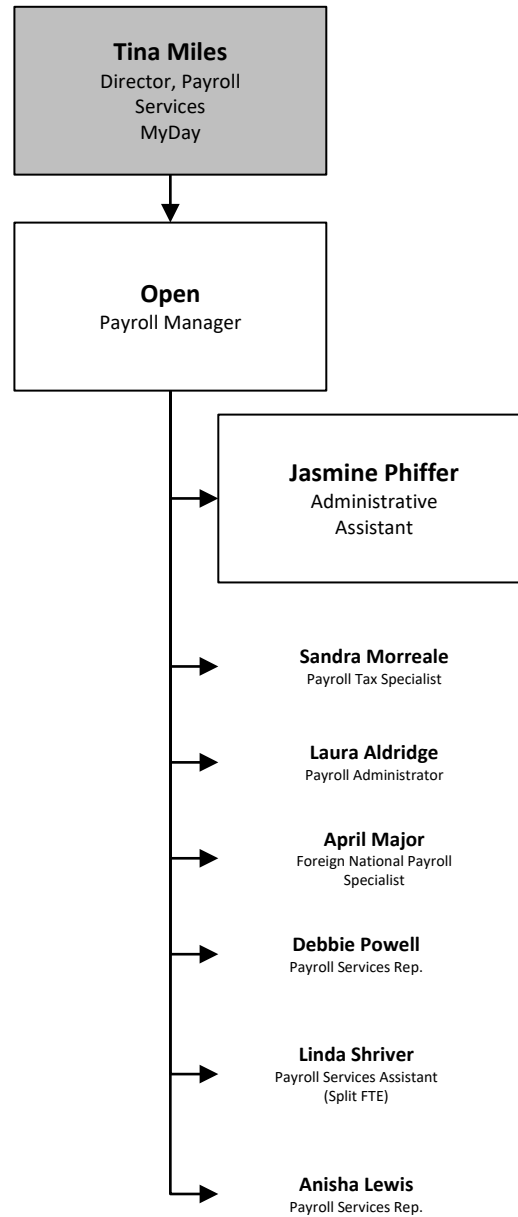 Tina Miles
Director, Payroll
Services
MyDay
Open
Payroll Manager
Jasmine Phiffer
Administrative
Assistant
Sandra Morreale
Payroll Tax Specialist
Laura Aldridge
Payroll Administrator
April Major
Foreign National Payroll
Specialist
Debbie Powell
Payroll Services Rep.
Linda Shriver
Payroll Services Assistant
(Split FTE)
Anisha Lewis
Payroll Services Rep.